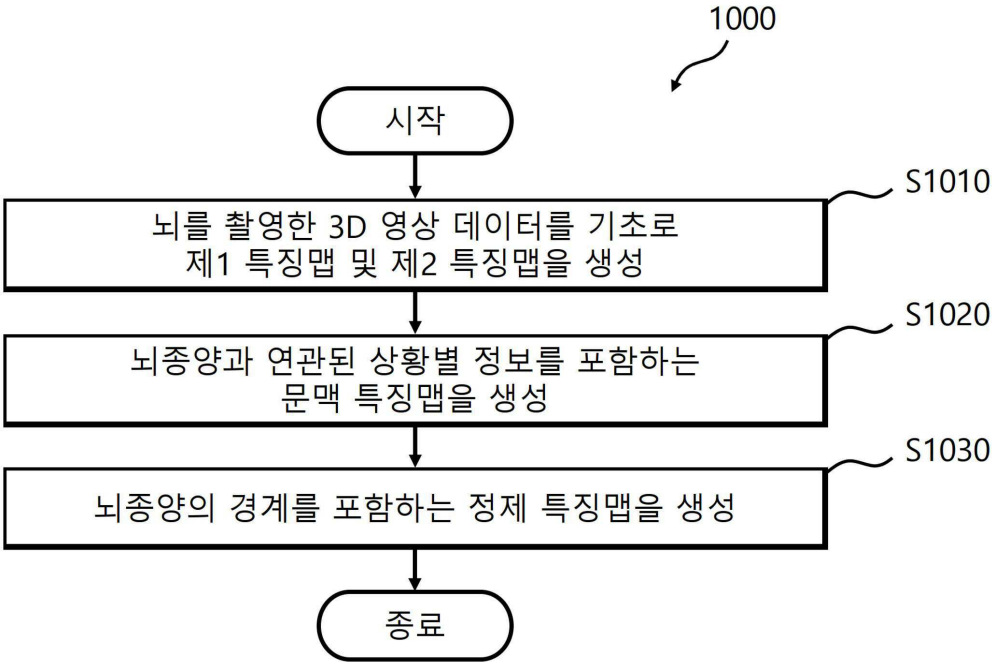 1000
시작
S1010
뇌를 촬영한 3D 영상 데이터를 기초로
제1 특징맵 및 제2 특징맵을 생성
S1020
뇌종양과 연관된 상황별 정보를 포함하는
문맥 특징맵을 생성
S1030
뇌종양의 경계를 포함하는 정제 특징맵을 생성
종료